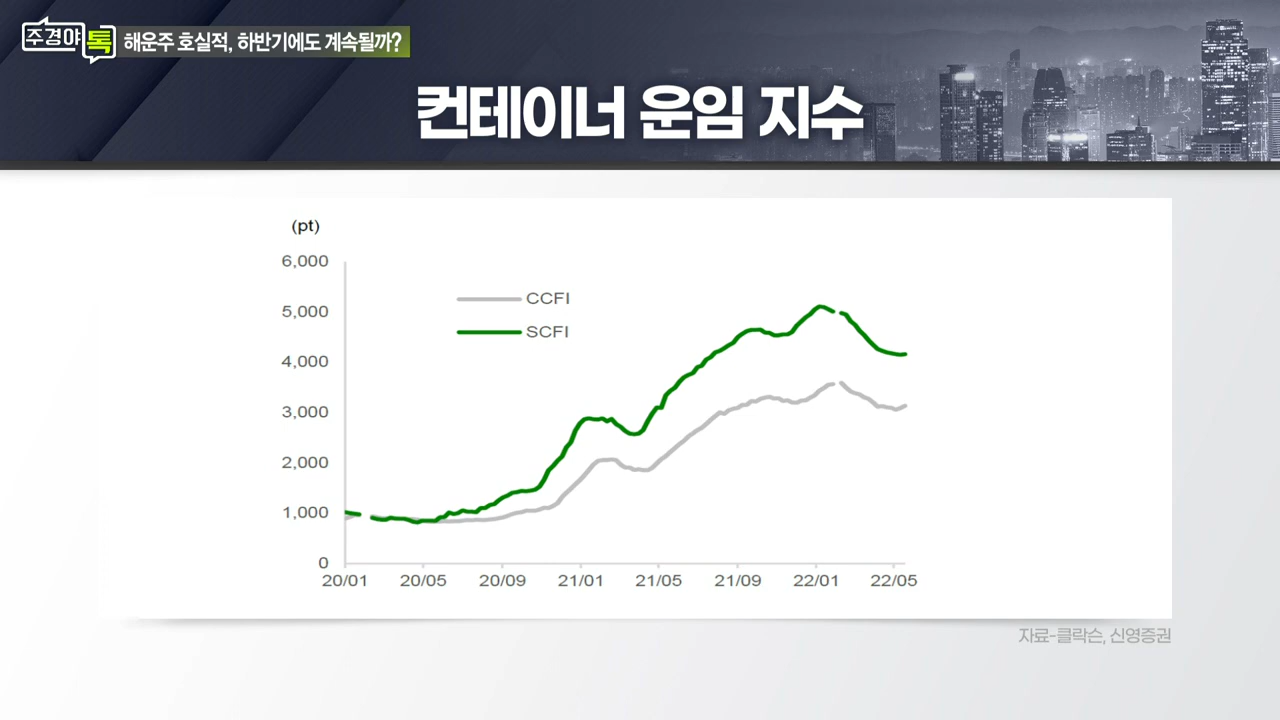 주경야톡
해운주 호실적, 하반기에도 계속될까?
컨테이너 운임 지수
(pt)
6,000
5,000
4,000
3,000
2,000
1,000
0
CCFI
SCFI
20/01 20/05 20/09 21/01 21/05 21/09 22/01 22/05
자료-클락슨, 신영증권